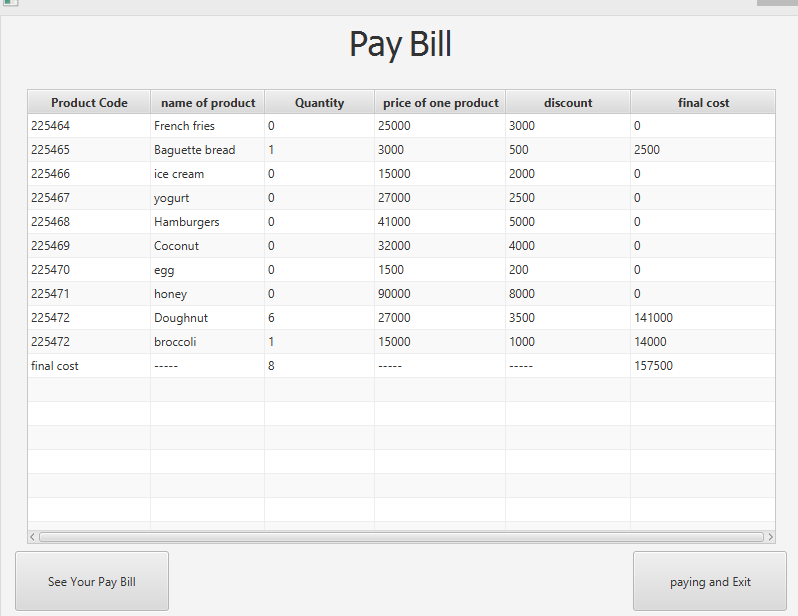 Pay Bill
Product Code name of product Quantity price of one product discount final cost
225464 French fries 0 25000 3000 0
225465 Baguette bread 1 3000 500 2500
225466 ice cream 0 15000 2000 0
225467 yogurt 0 27000 2500 0
225468 Hamburgers 0 41000 5000 0
225469 Coconut 0 32000 4000 0
225470 egg 0 1500 200 0
225471 honey 0 90000 8000 0
225472 Doughnut 6 27000 3500 141000
225472 broccoli 1 15000 1000 14000
final cost ----- 8 ----- ----- 157500
See Your Pay Bill paying and Exit